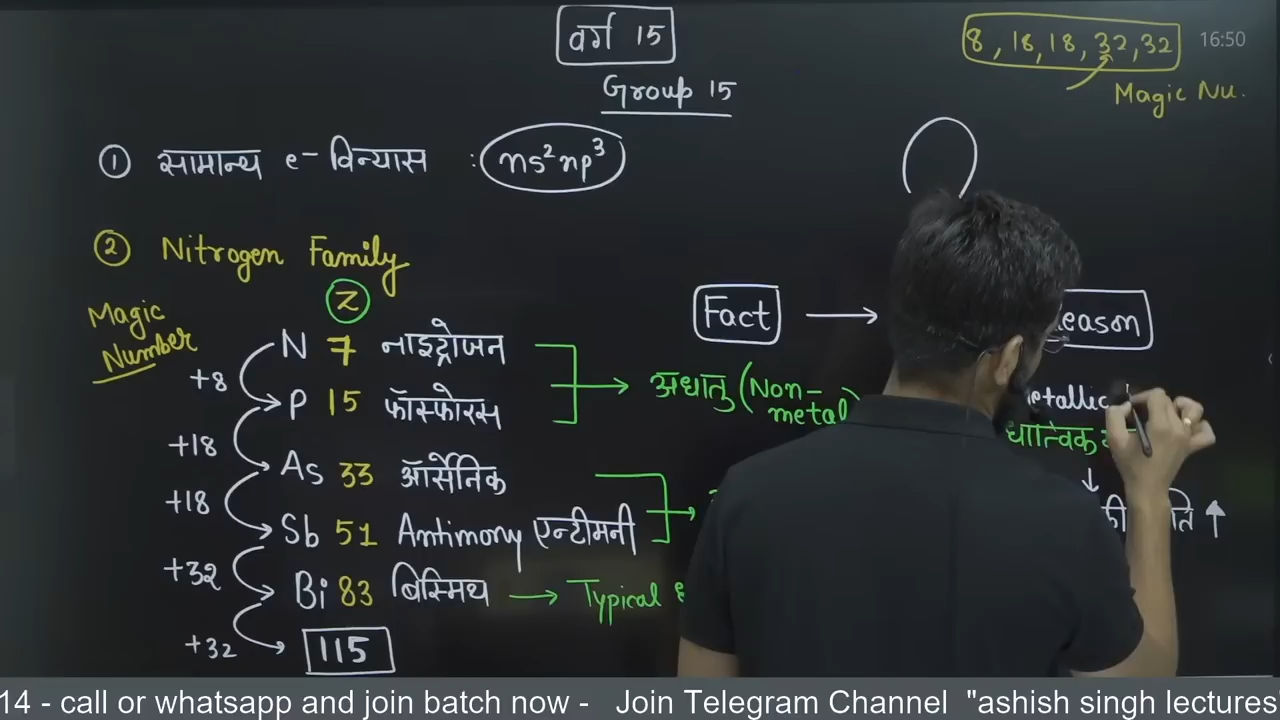 वर्ग 15
8, 18, 18, 32, 32
16:50
Group 15
Magic Nu.
① सामान्य e- विन्यास : ns²np³
② Nitrogen Family
Magic Number
Z
Fact → Reason
N 7 नाइट्रोजन
+8
P 15 फॉस्फोरस
अधातु (Non-metal)
+18
As 33 ऑर्सेनिक
+18
Sb 51 Antimony एन्टीमनी
+32
Bi 83 बिस्मिथ → Typical
+32
115
14 - call or whatsapp and join batch now - Join Telegram Channel "ashish singh lectures